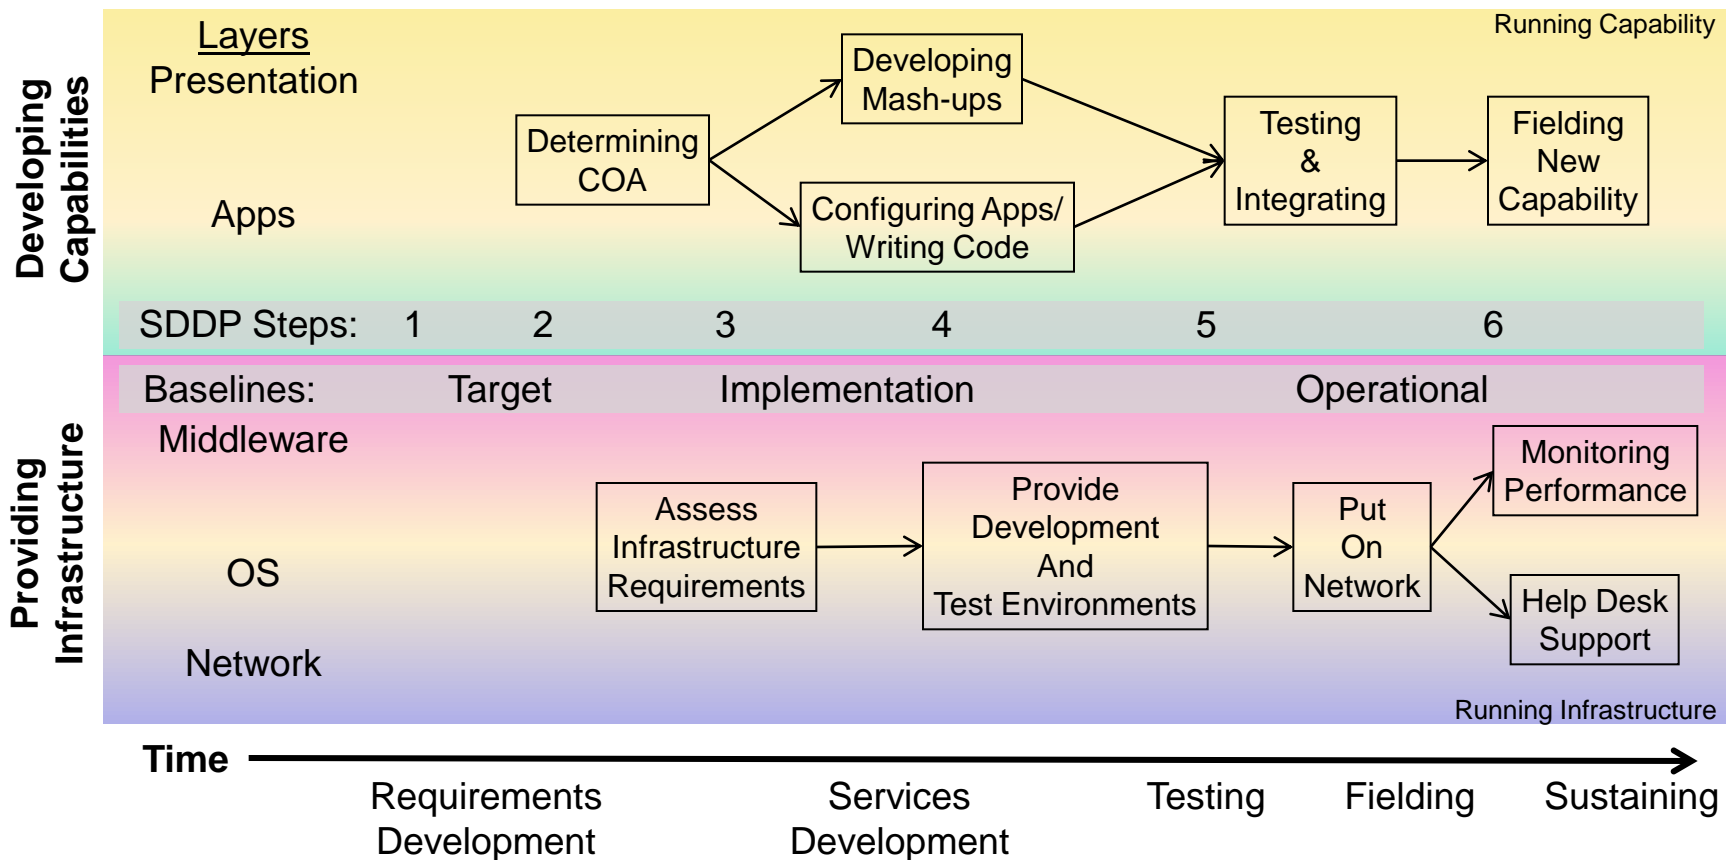 Developing
Capabilities
Layers
Presentation
Apps
Running Capability
Determining
COA
Developing
Mash-ups
Configuring Apps/
Writing Code
Testing
&
Integrating
Fielding
New
Capability
SDDP Steps: 1 2 3 4 5 6
Baselines: Target Implementation Operational
Providing
Infrastructure
Middleware
OS
Network
Assess
Infrastructure
Requirements
Provide
Development
And
Test Environments
Put
On
Network
Monitoring
Performance
Help Desk
Support
Running Infrastructure
Time
Requirements
Development
Services
Development
Testing
Fielding
Sustaining